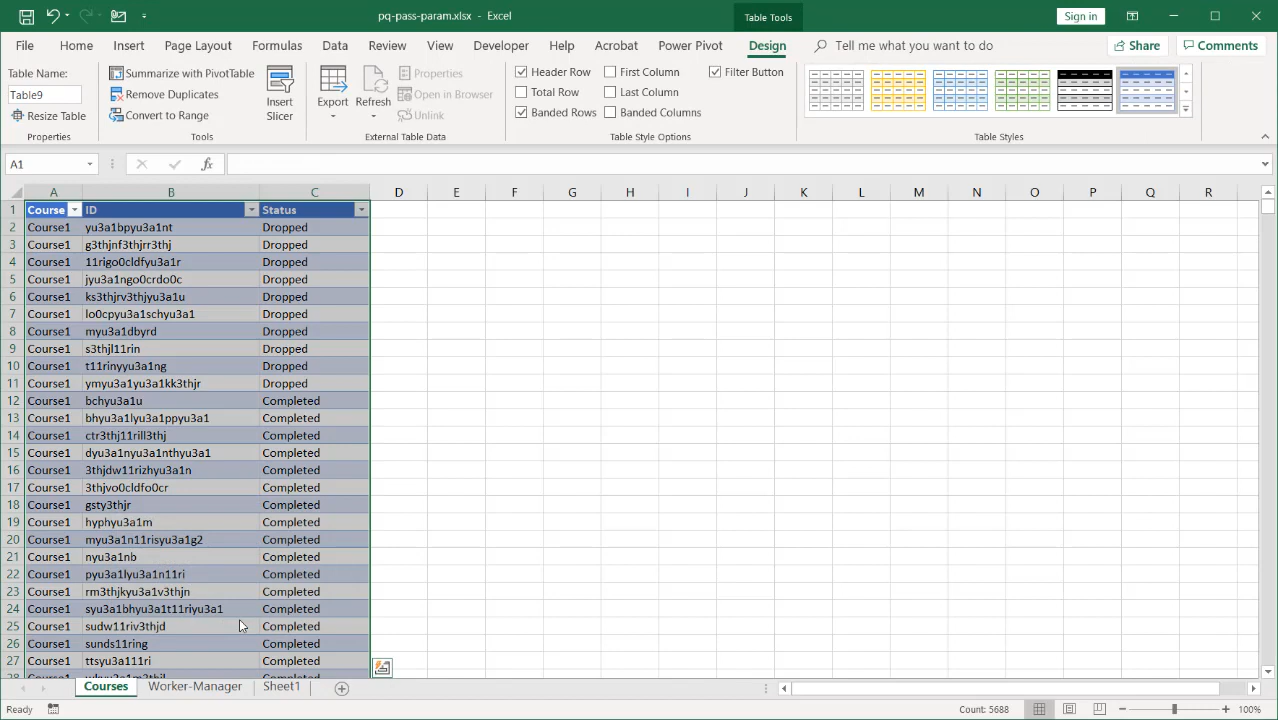 pq-pass-param.xlsx - Excel
Table Tools
Sign in
File Home Insert Page Layout Formulas Data Review View Developer Help Acrobat Power Pivot Design Tell me what you want to do Share Comments
Table Name:
Table9
Resize Table
Properties
Summarize with PivotTable
Remove Duplicates
Convert to Range
Tools
Insert
Slicer
Export
Refresh
Properties
Open in Browser
Unlink
External Table Data
Header Row
Total Row
Banded Rows
First Column
Last Column
Banded Columns
Filter Button
Table Style Options
Table Styles
A1
fx
A B C D E F G H I J K L M N O P Q R
1 Course ID Status
2 Course1 yu3a1bpyu3a1nt Dropped
3 Course1 g3thjnf3thjrr3thj Dropped
4 Course1 11rigo0cldfyu3a1r Dropped
5 Course1 jyu3a1ngo0crdo0c Dropped
6 Course1 ks3thjrv3thjyu3a1u Dropped
7 Course1 lo0cpyu3a1schyu3a1 Dropped
8 Course1 myu3a1dbyrd Dropped
9 Course1 s3thjl11rin Dropped
10 Course1 t11rinyyu3a1ng Dropped
11 Course1 ymyu3a1yu3a1kk3thjr Dropped
12 Course1 bchyu3a1u Completed
13 Course1 bhyu3a1lyu3a1ppyu3a1 Completed
14 Course1 ctr3thj11rill3thj Completed
15 Course1 dyu3a1nyu3a1nthyu3a1 Completed
16 Course1 3thjdw11rizhyu3a1n Completed
17 Course1 3thjvo0cldfo0cr Completed
18 Course1 gsty3thjr Completed
19 Course1 hyphyu3a1m Completed
20 Course1 myu3a1n11risyu3a1g2 Completed
21 Course1 nyu3a1nb Completed
22 Course1 pyu3a1lyu3a1n11ri Completed
23 Course1 rm3thjkyu3a1v3thjn Completed
24 Course1 syu3a1bhyu3a1t11riyu3a1 Completed
25 Course1 sudw11riv3thjd Completed
26 Course1 sunds11ring Completed
27 Course1 ttsyu3a111ri Completed
Courses Worker-Manager Sheet1
Ready
Count: 5688
100%